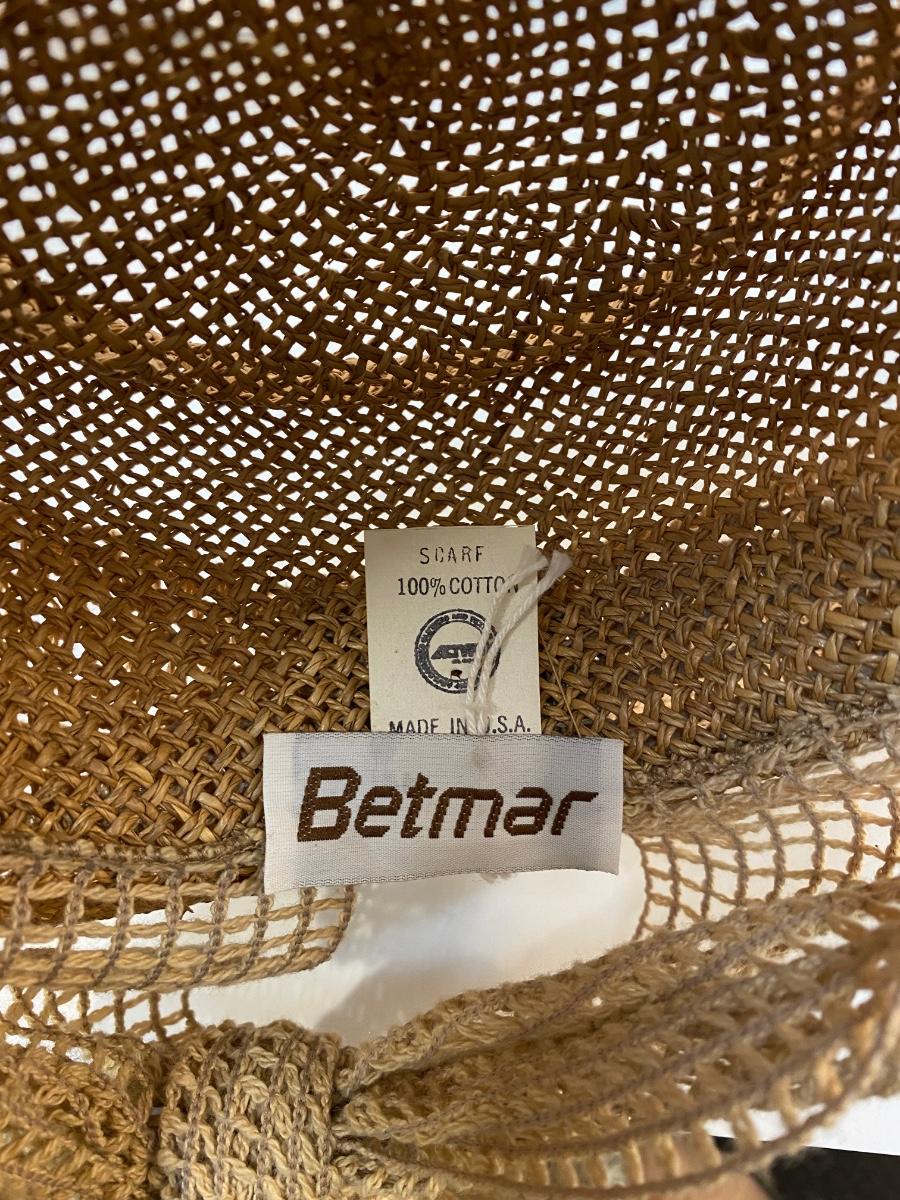 SCARF
100% COTTON
MADE IN U.S.A.
Betmar